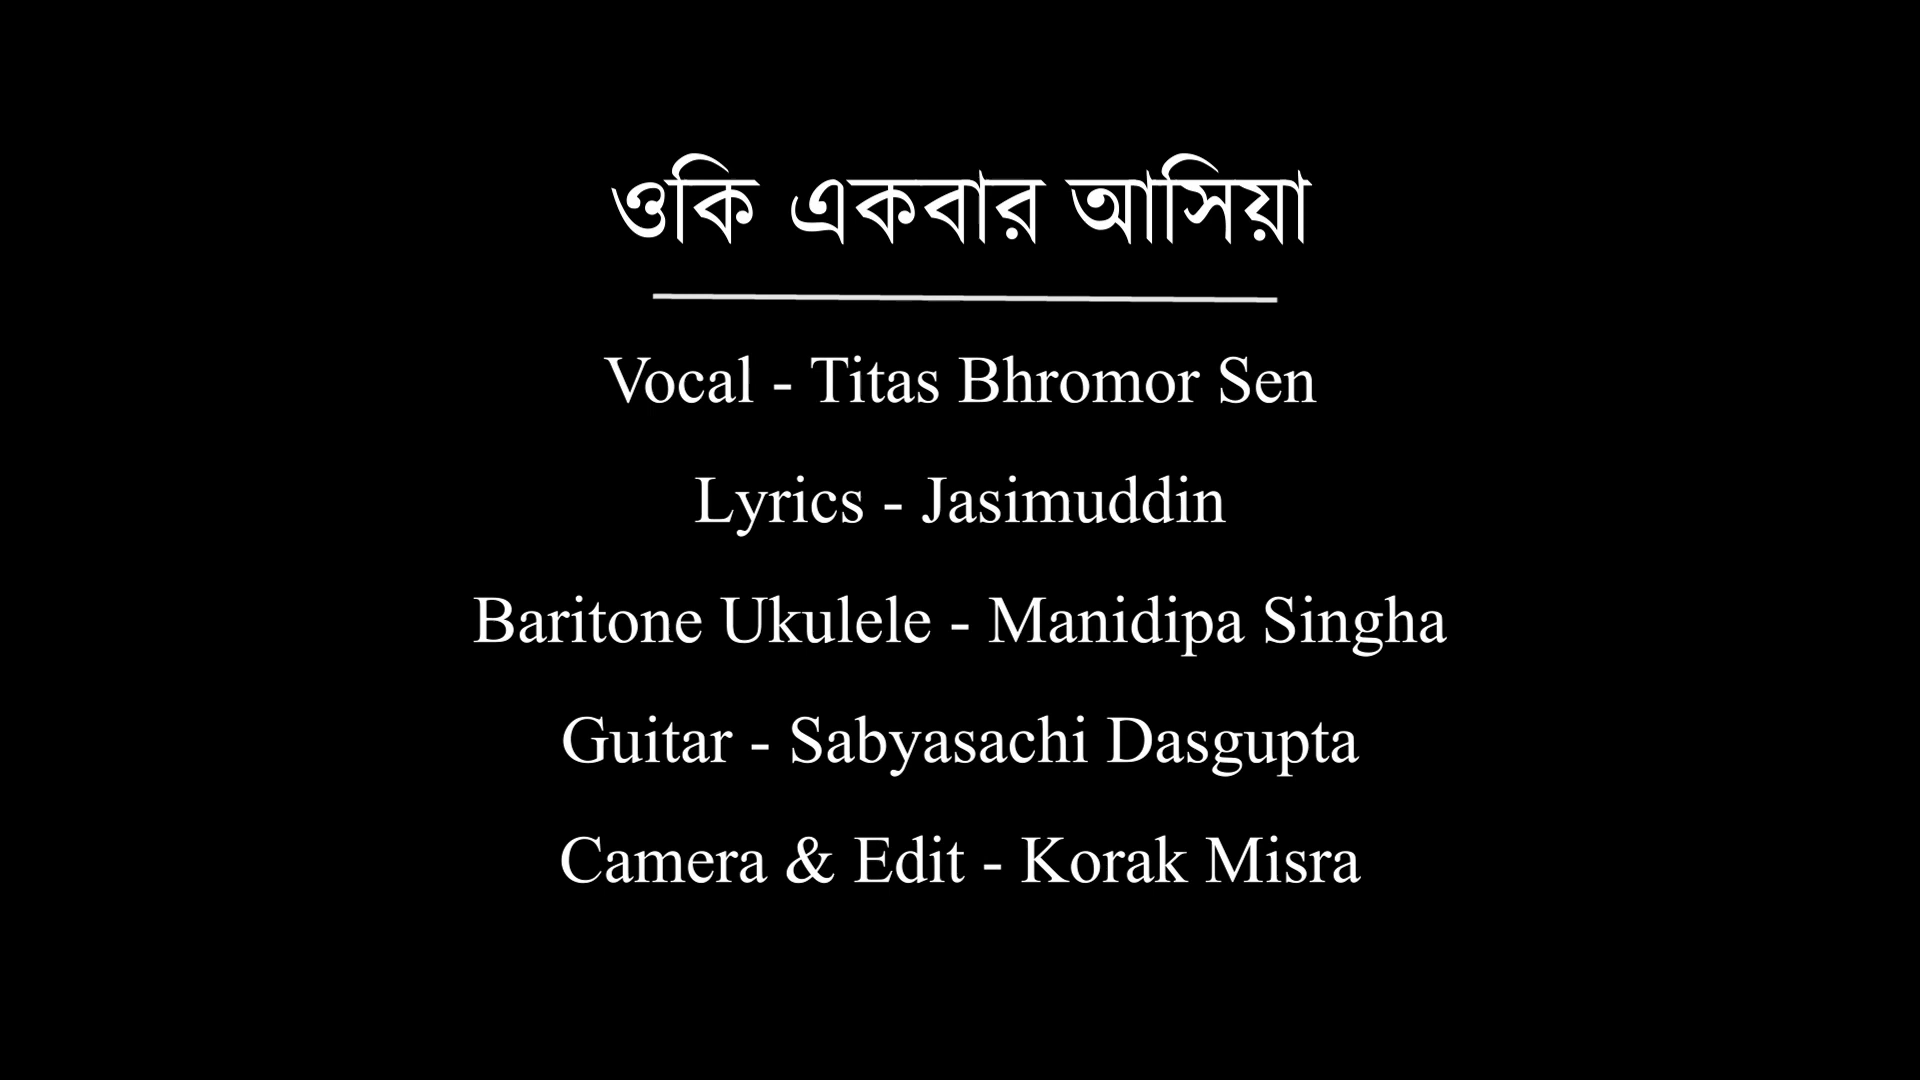 ওকি একবার আসিয়া
Vocal - Titas Bhromor Sen
Lyrics - Jasimuddin
Baritone Ukulele - Manidipa Singha
Guitar - Sabyasachi Dasgupta
Camera & Edit - Korak Misra